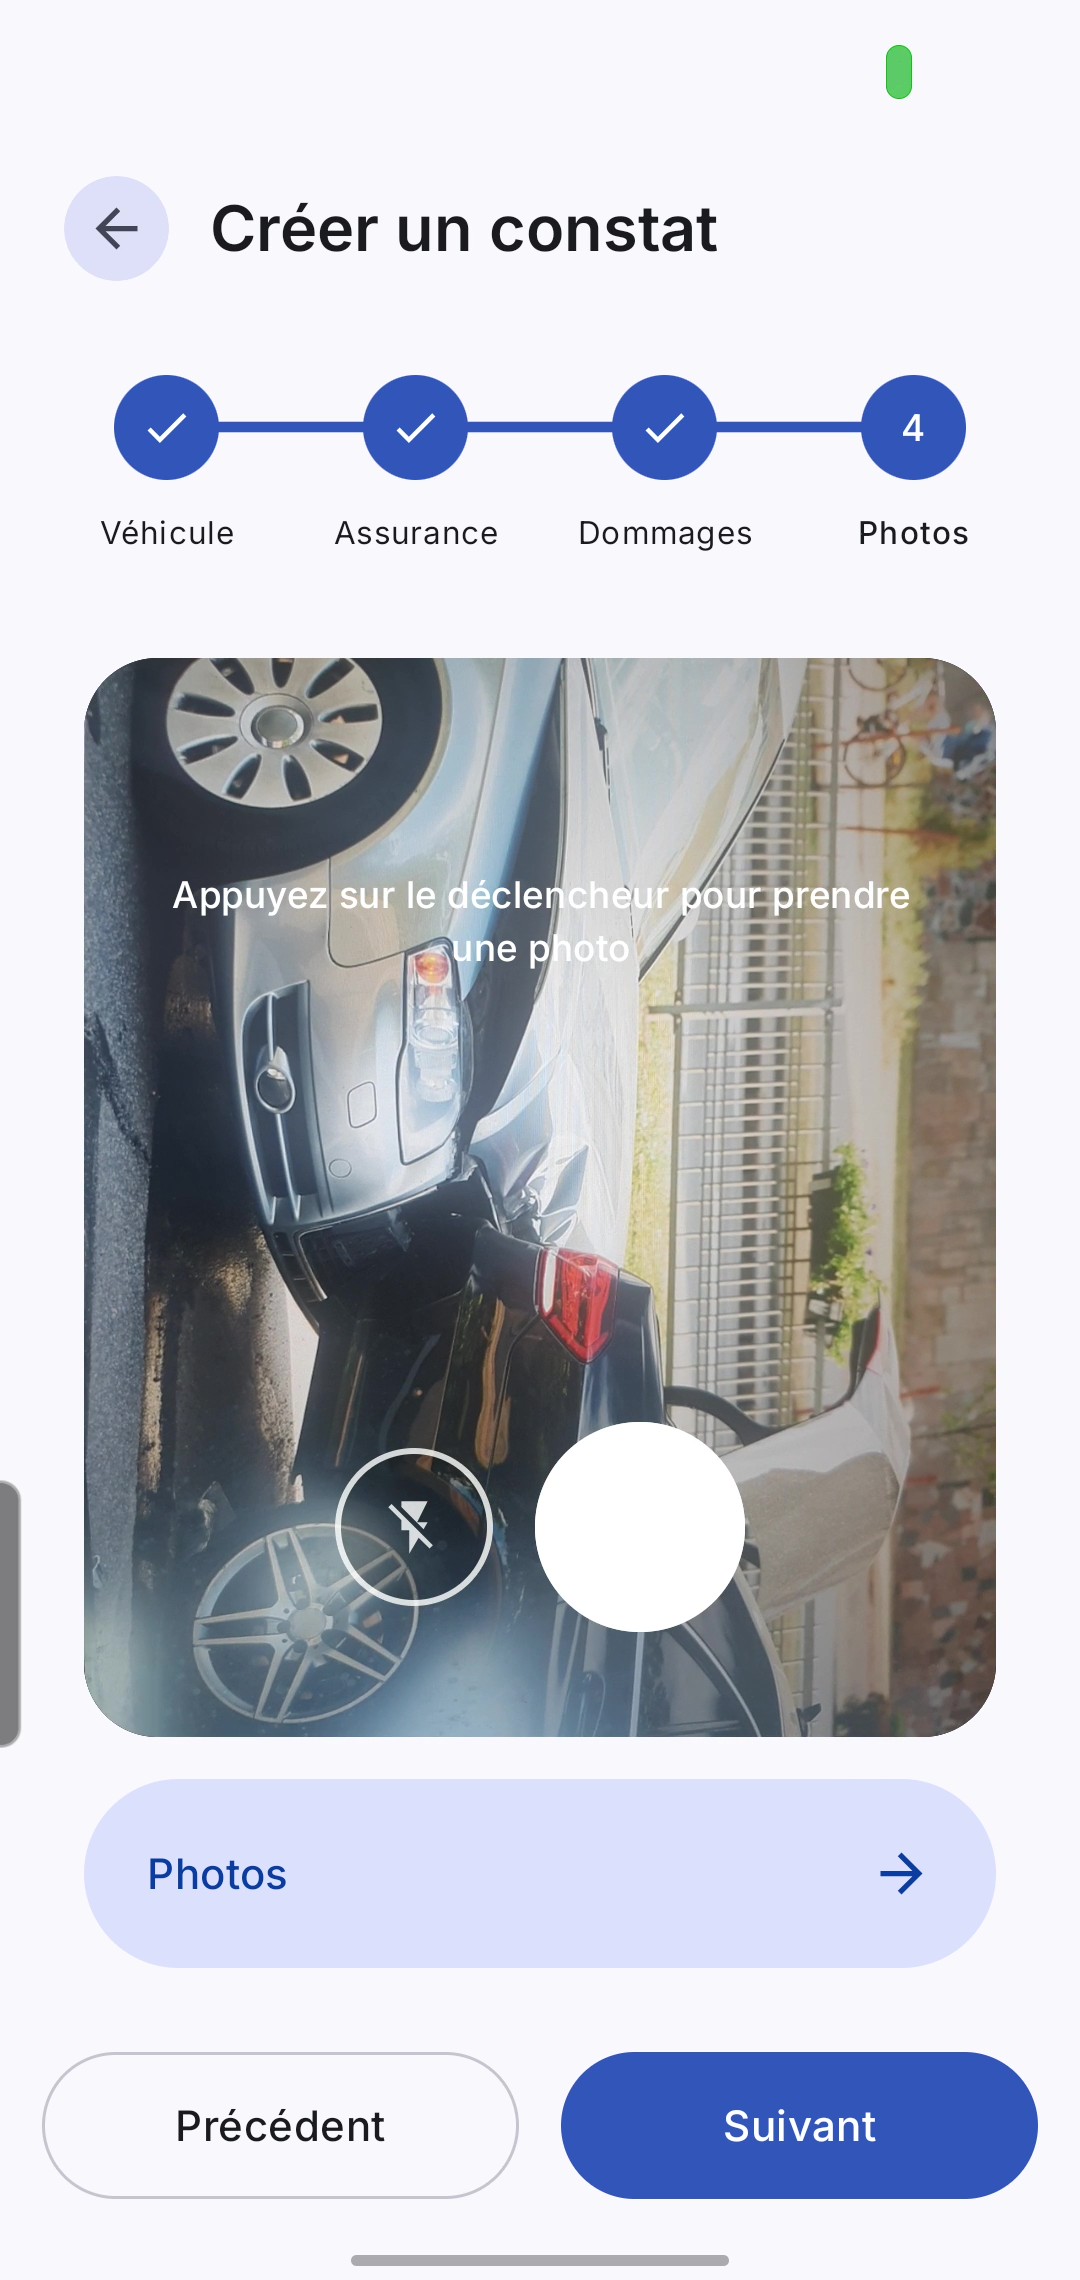 Créer un constat
4
Véhicule
Assurance
Dommages
Photos
Appuyez sur le déclencheur pour prendre
une photo
Photos
Précédent
Suivant